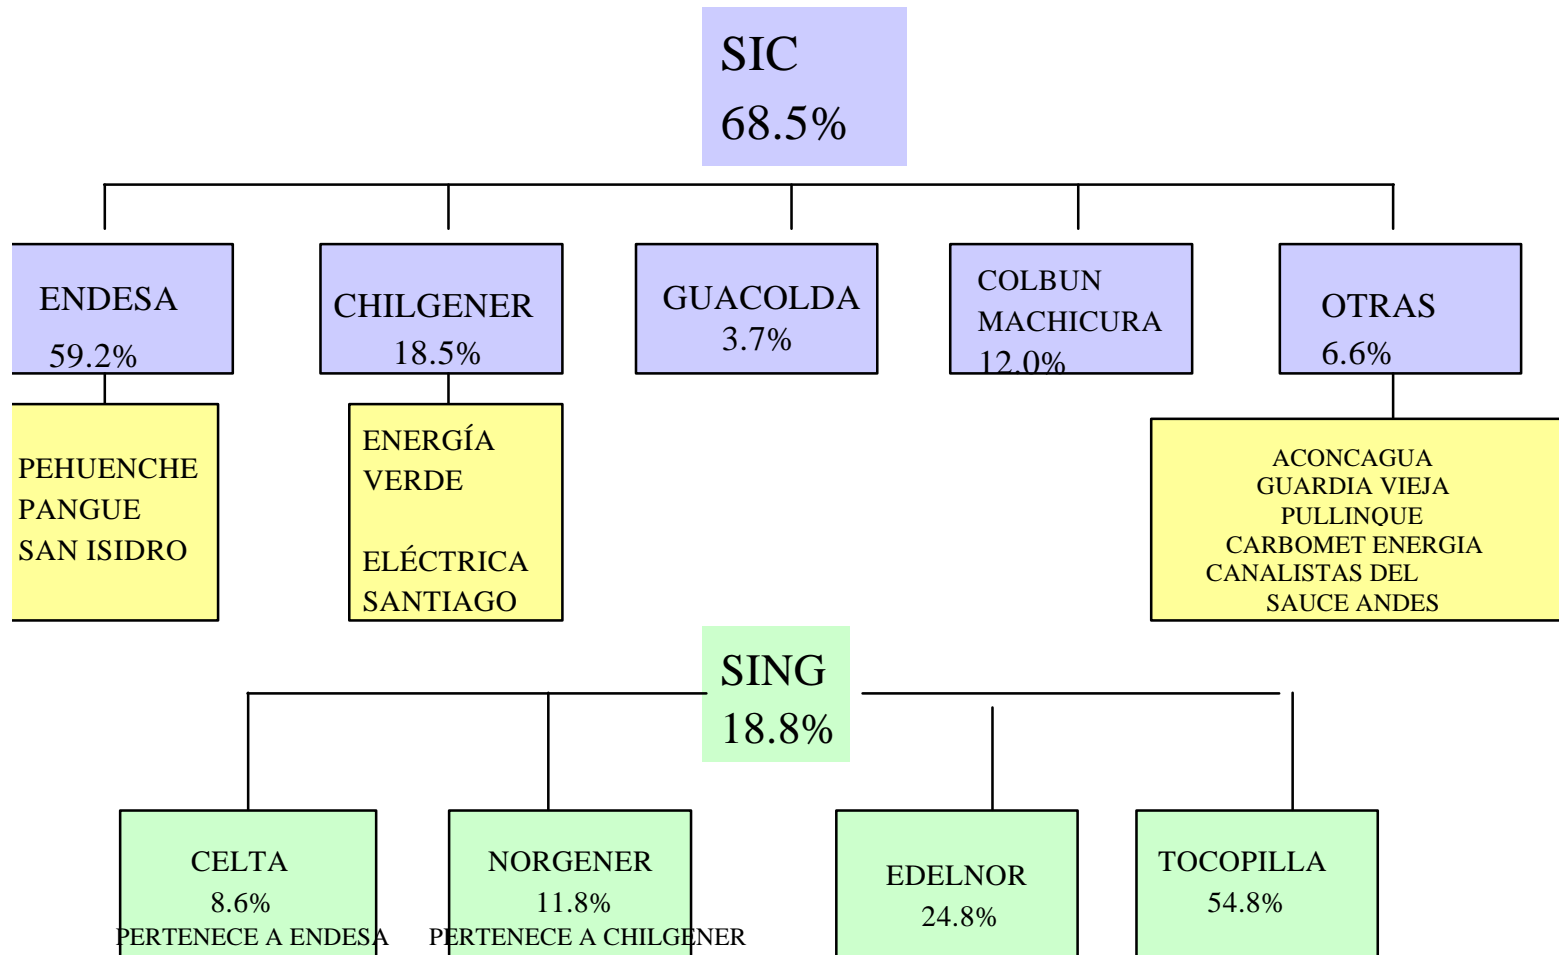 SIC
68.5%
ENDESA
59.2%
CHILGENER
18.5%
GUACOLDA
3.7%
COLBUN
MACHICURA
12.0%
OTRAS
6.6%
PEHUENCHE
PANGUE
SAN ISIDRO
ENERGÍA
VERDE
ELÉCTRICA
SANTIAGO
ACONCAGUA
GUARDIA VIEJA
PULLINQUE
CARBOMET ENERGIA
CANALISTAS DEL
SAUCE ANDES
SING
18.8%
CELTA
8.6%
PERTENECE A ENDESA
NORGENER
11.8%
PERTENECE A CHILGENER
EDELNOR
24.8%
TOCOPILLA
54.8%